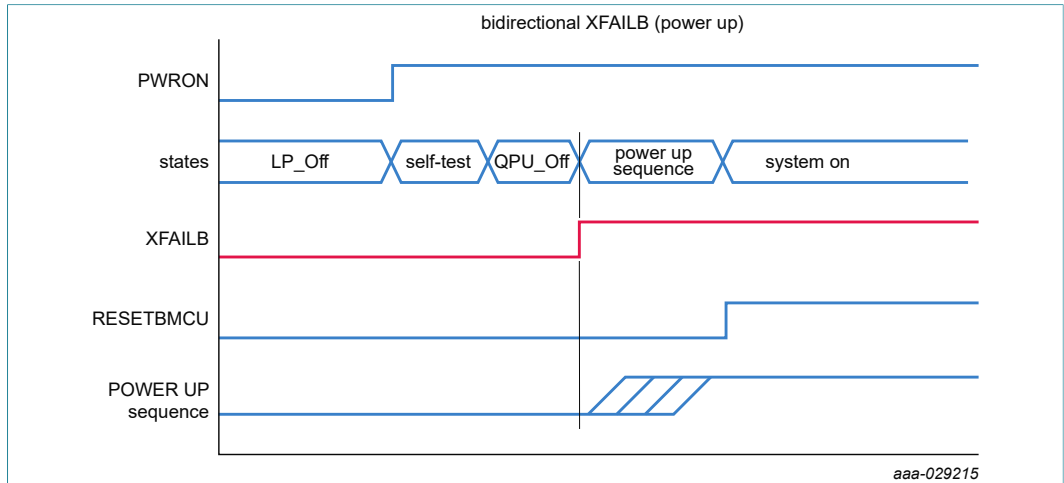 bidirectional XFAILB (power up)
PWRON
states
LP_Off
self-test
QPU_Off
power up
sequence
system on
XFAILB
RESETBMCU
POWER UP
sequence
aaa-029215